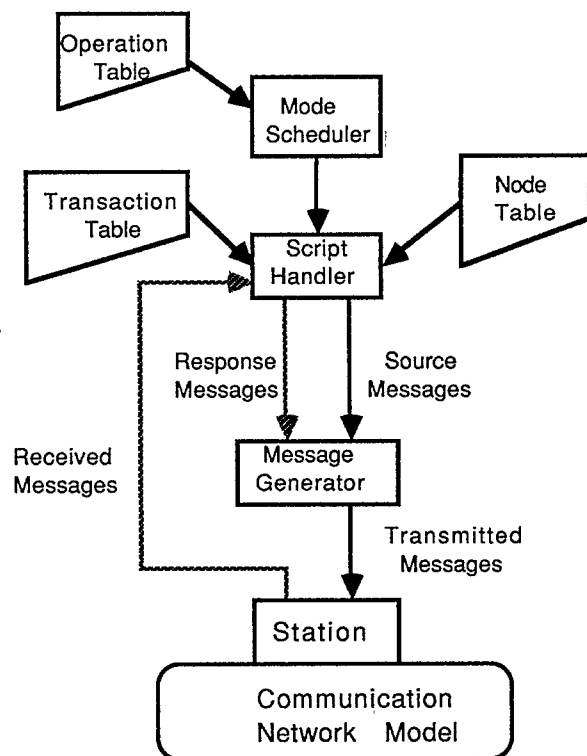 Operation
Table
Mode
Scheduler
Transaction
Table
Node
Table
Script
Handler
Response
Messages
Source
Messages
Received
Messages
Message
Generator
Transmitted
Messages
Station
Communication
Network Model